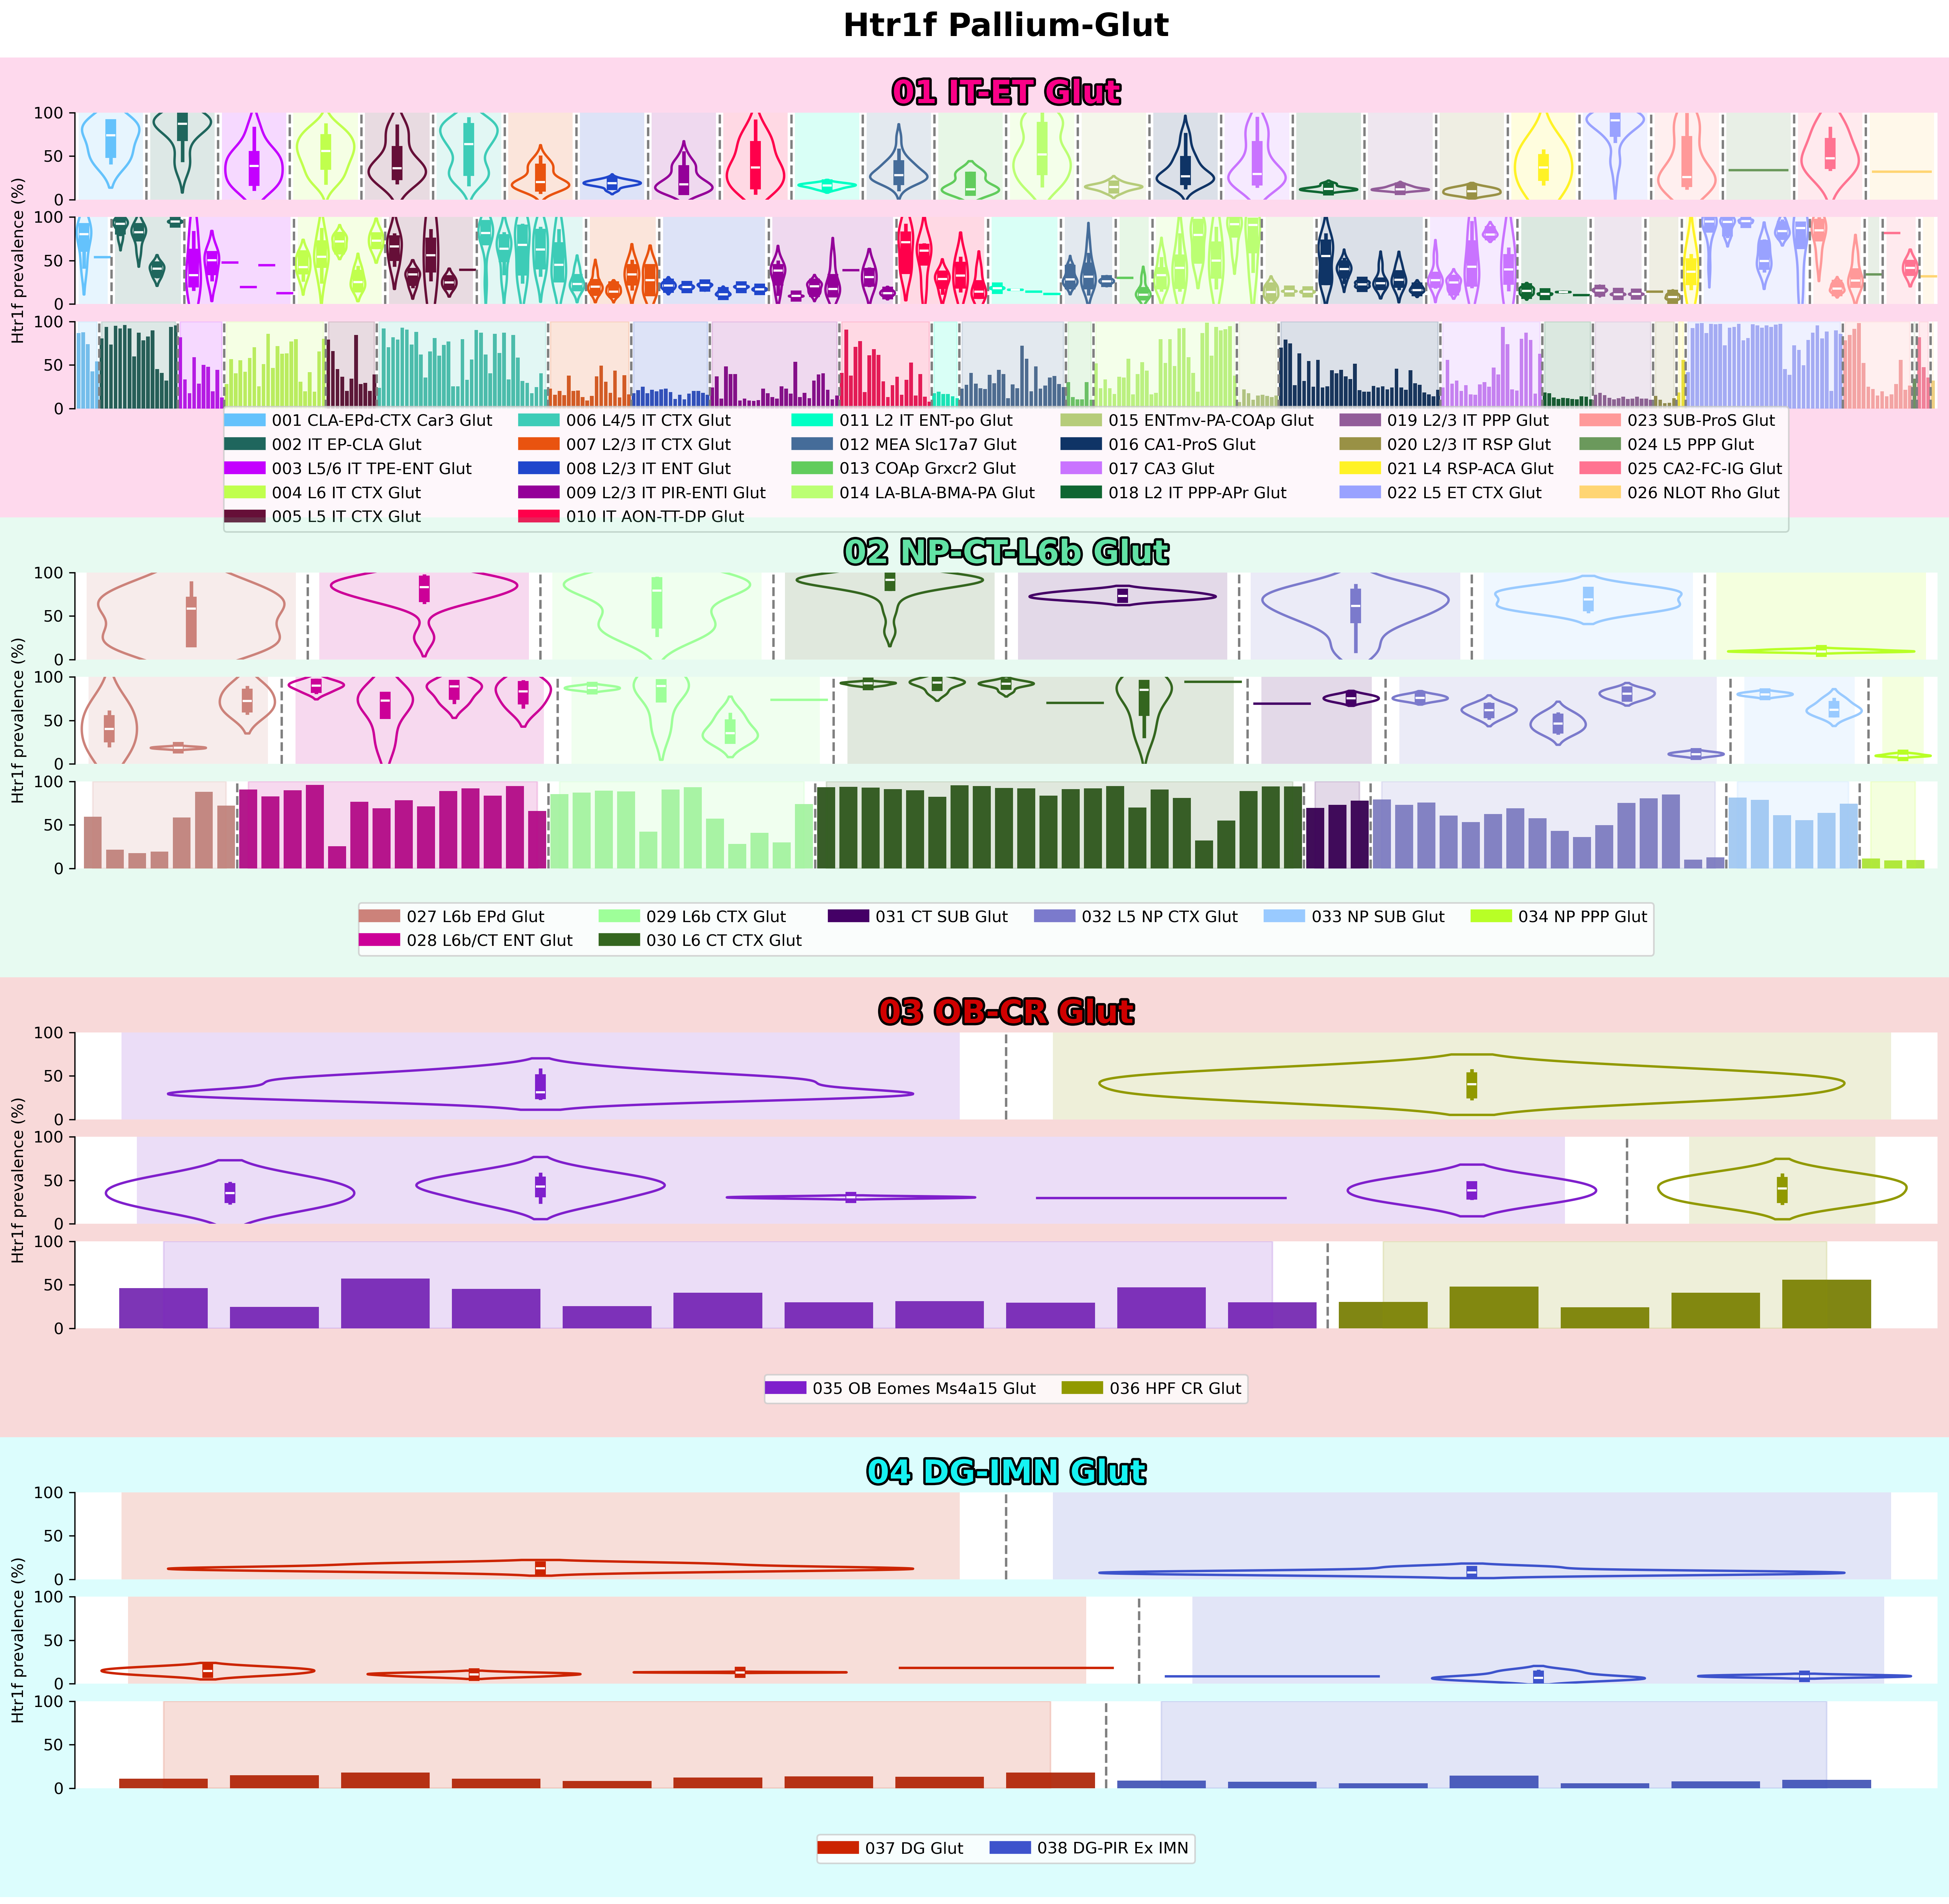 Htr1f Pallium-Glut
01 IT-ET Glut
Htr1f prevalence (%)
100
50
0
100
50
0
100
50
0
001 CLA-EPd-CTX Car3 Glut
002 IT EP-CLA Glut
003 L5/6 IT TPE-ENT Glut
004 L6 IT CTX Glut
005 L5 IT CTX Glut
006 L4/5 IT CTX Glut
007 L2/3 IT CTX Glut
008 L2/3 IT ENT Glut
009 L2/3 IT PIR-ENTl Glut
010 IT AON-TT-DP Glut
011 L2 IT ENT-po Glut
012 MEA Slc17a7 Glut
013 COAp Grxcr2 Glut
014 LA-BLA-BMA-PA Glut
015 ENTmv-PA-COAp Glut
016 CA1-ProS Glut
017 CA3 Glut
018 L2 IT PPP-APr Glut
019 L2/3 IT PPP Glut
020 L2/3 IT RSP Glut
021 L4 RSP-ACA Glut
022 L5 ET CTX Glut
023 SUB-ProS Glut
024 L5 PPP Glut
025 CA2-FC-IG Glut
026 NLOT Rho Glut
02 NP-CT-L6b Glut
Htr1f prevalence (%)
100
50
0
100
50
0
100
50
0
027 L6b EPd Glut
028 L6b/CT ENT Glut
029 L6b CTX Glut
030 L6 CT CTX Glut
031 CT SUB Glut
032 L5 NP CTX Glut
033 NP SUB Glut
034 NP PPP Glut
03 OB-CR Glut
Htr1f prevalence (%)
100
50
0
100
50
0
100
50
0
035 OB Eomes Ms4a15 Glut
036 HPF CR Glut
04 DG-IMN Glut
Htr1f prevalence (%)
100
50
0
100
50
0
100
50
0
037 DG Glut
038 DG-PIR Ex IMN